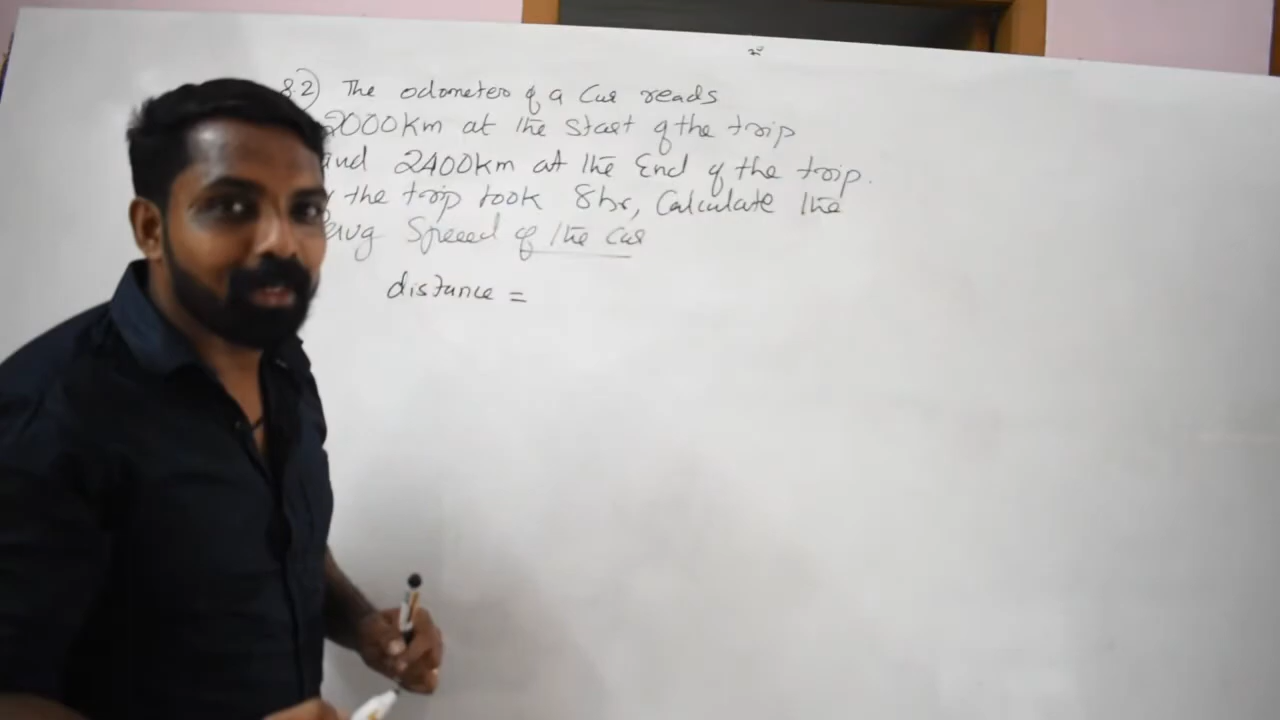 8.2) The odometer of a Car reads
2000km at the start of the trip
and 2400km at the End of the trip.
the trip took 8hr, Calculate the
avg Speed of the car
distance =